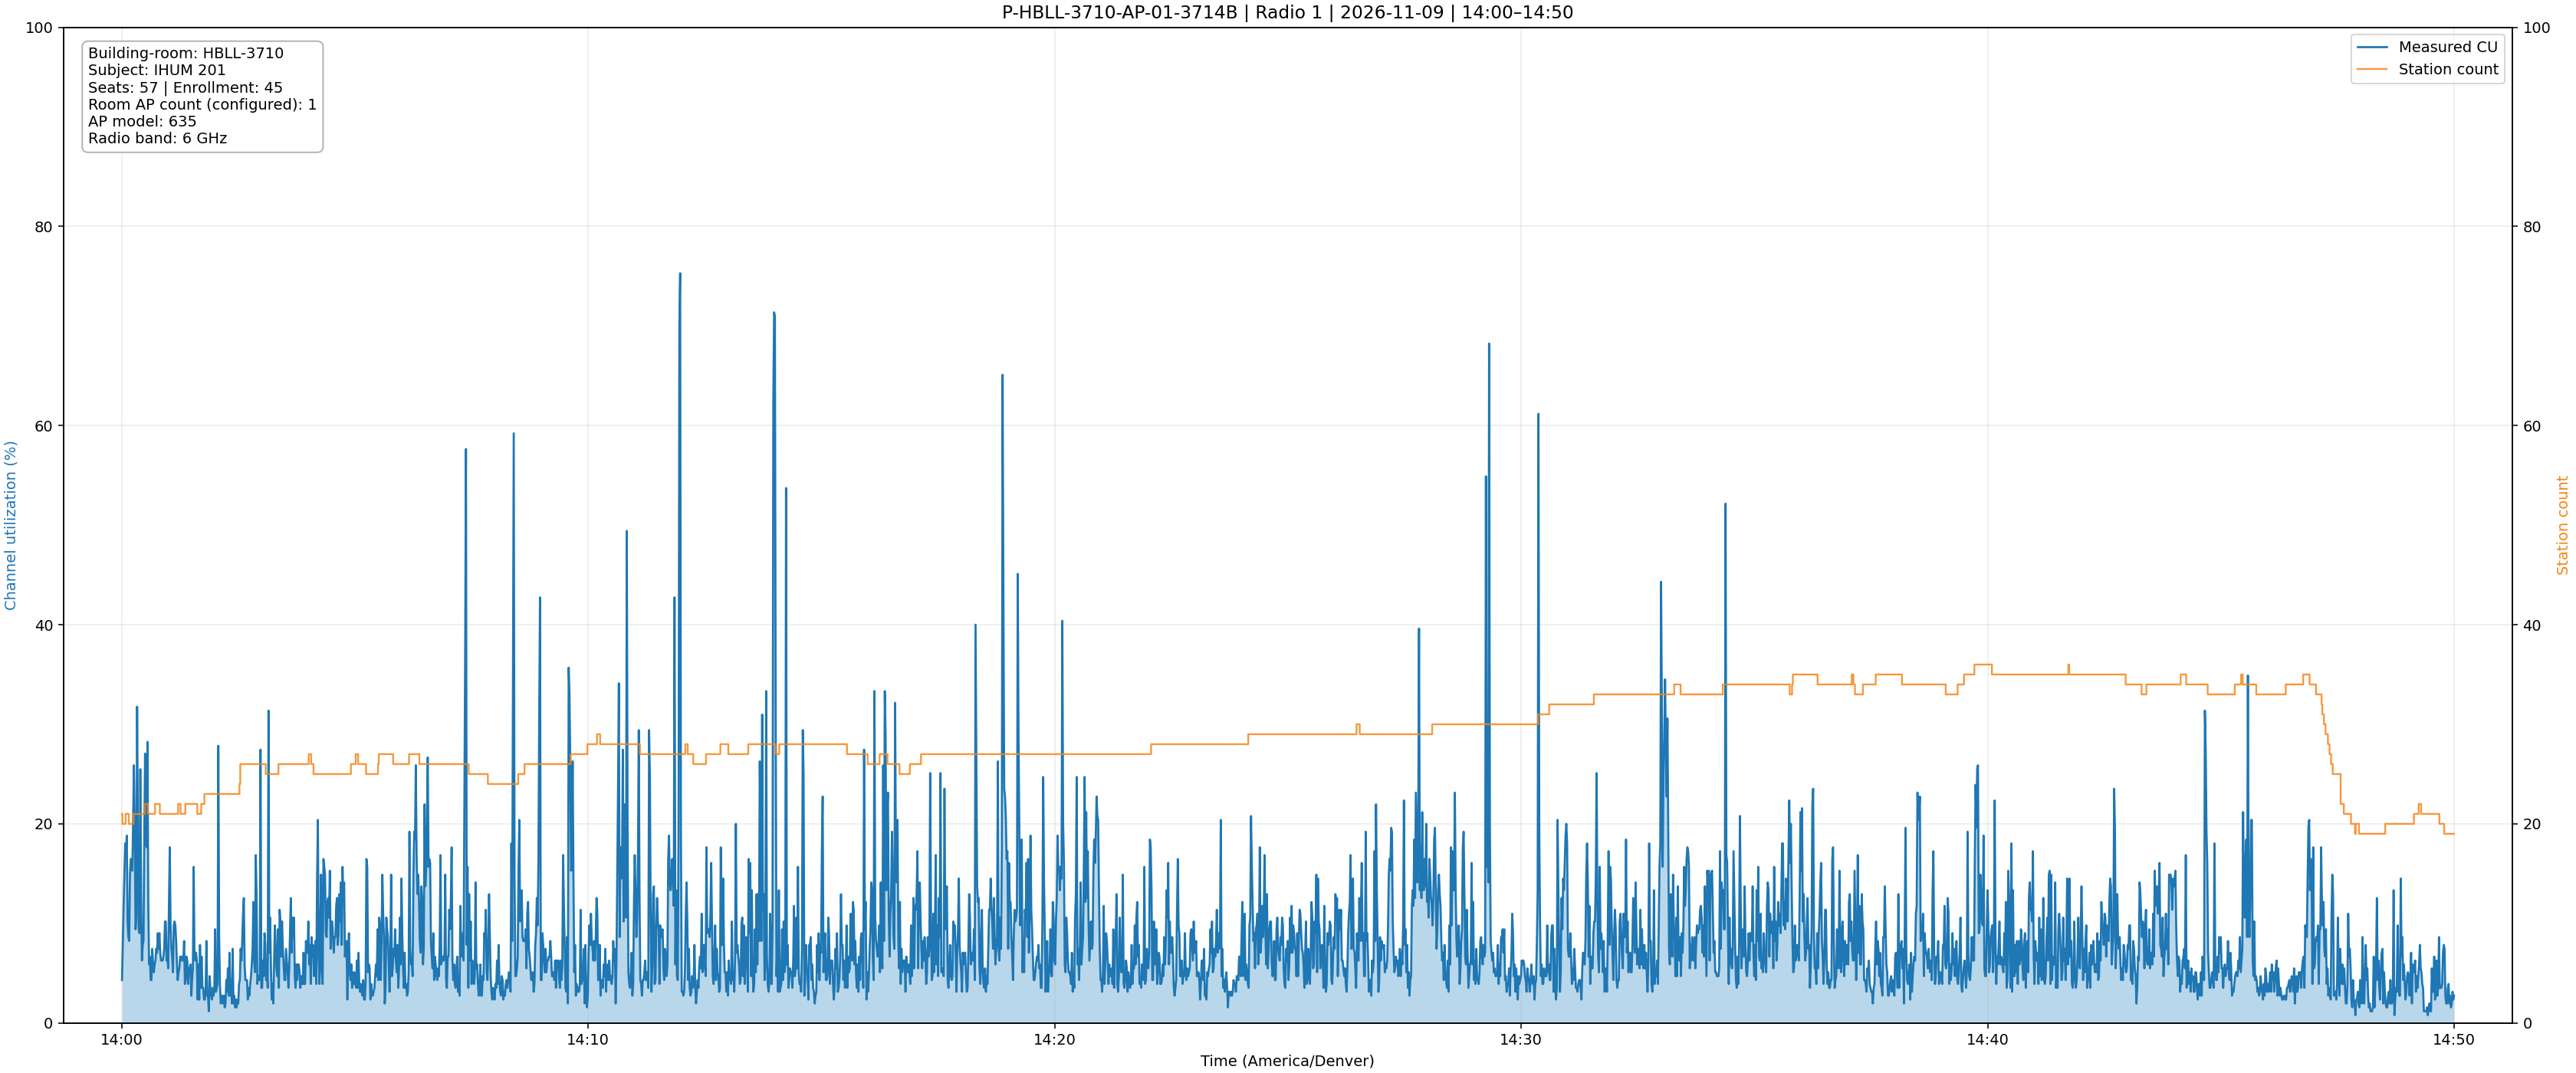 P-HBLL-3710-AP-01-3714B | Radio 1 | 2026-11-09 | 14:00–14:50
Building-room: HBLL-3710
Subject: IHUM 201
Seats: 57 | Enrollment: 45
Room AP count (configured): 1
AP model: 635
Radio band: 6 GHz
Measured CU
Station count
Channel utilization (%)
100
80
60
40
20
0
100
80
60
40
20
0
Station count
14:00 14:10 14:20 14:30 14:40 14:50
Time (America/Denver)